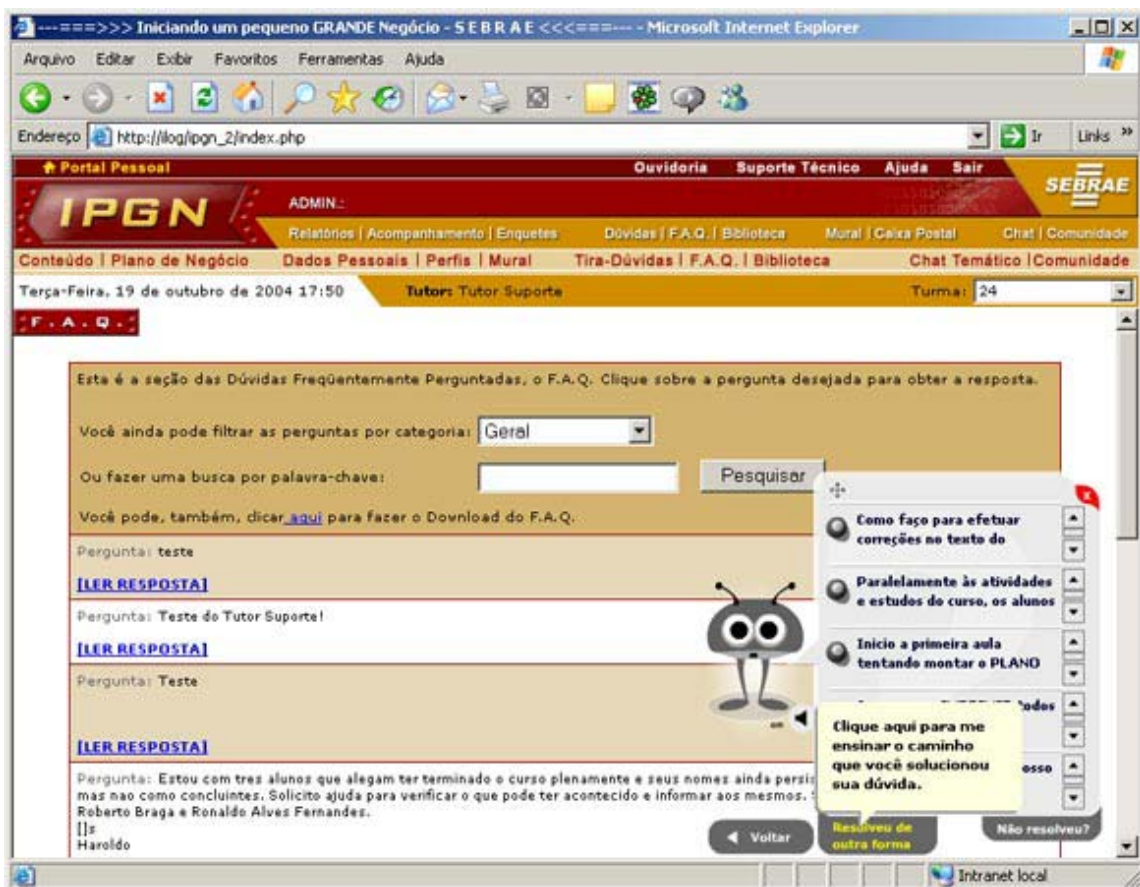 ---===>>> Iniciando um pequeno GRANDE Negócio - S E B R A E <<<===--- - Microsoft Internet Explorer
Arquivo Editar Exibir Favoritos Ferramentas Ajuda
Endereço http://ilog/ipgn_2/index.php Ir Links »
Portal Pessoal Ouvidoria Suporte Técnico Ajuda Sair
SEBRAE
IPGN
ADMIN.:
Relatórios | Acompanhamento | Enquetes Dúvidas | F.A.Q. | Biblioteca Mural | Caixa Postal Chat | Comunidade
Conteúdo | Plano de Negócio Dados Pessoais | Perfis | Mural Tira-Dúvidas | F.A.Q. | Biblioteca Chat Temático | Comunidade
Terça-Feira, 19 de outubro de 2004 17:50 Tutor: Tutor Suporte Turma: 24
F.A.Q.
Esta é a seção das Dúvidas Freqüentemente Perguntadas, o F.A.Q. Clique sobre a pergunta desejada para obter a resposta.
Você ainda pode filtrar as perguntas por categoria: Geral
Ou fazer uma busca por palavra-chave: Pesquisar
Você pode, também, clicar aqui para fazer o Download do F.A.Q.
Pergunta: teste
[LER RESPOSTA]
Pergunta: Teste do Tutor Suporte!
[LER RESPOSTA]
Pergunta: Teste
[LER RESPOSTA]
Pergunta: Estou com tres alunos que alegam ter terminado o curso plenamente e seus nomes ainda
mas nao como concluintes. Solicito ajuda para verificar o que pode ter acontecido e informar aos mesmos.
Roberto Braga e Ronaldo Alves Fernandes.
[]s
Haroldo
x
Como faço para efetuar
correções no texto do
Paralelamente às atividades
e estudos do curso, os alunos
Inicio a primeira aula
tentando montar o PLANO
todos
Clique aqui para me
ensinar o caminho
que você solucionou
sua dúvida.
Voltar
Resolveu de
outra forma
Não resolveu?
Intranet local